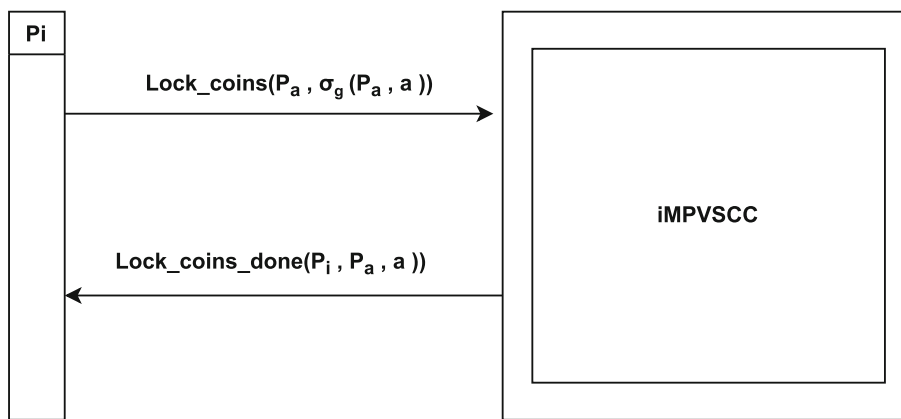 Pi
Lock_coins(Pₐ , σg (Pₐ , a ))
iMPVSCC
Lock_coins_done(Pᵢ , Pₐ , a ))